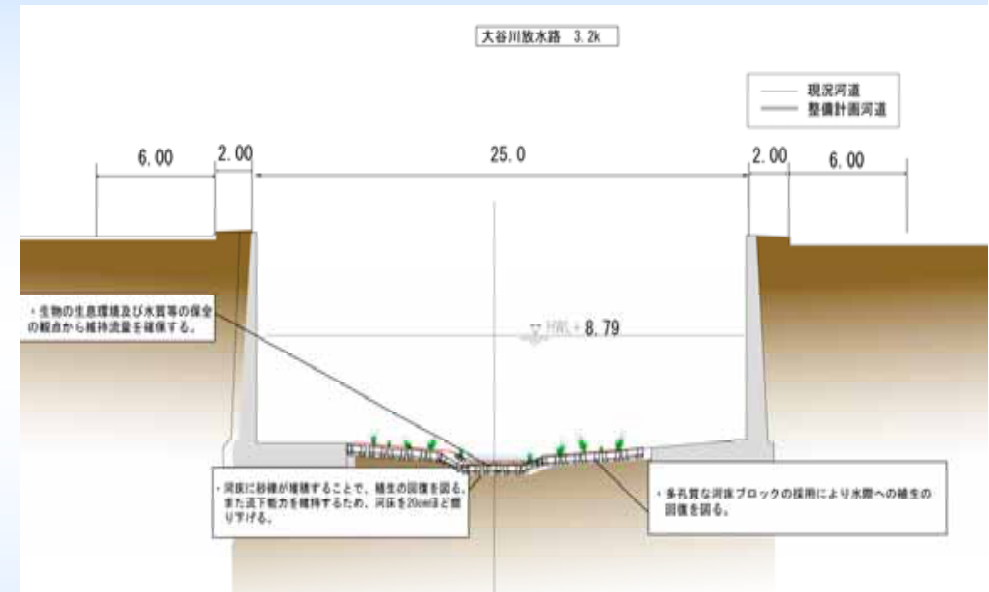 大谷川放水路 3.2k
現況河道
整備計画河道
6.00 2.00 25.0 2.00 6.00
・生物の生息環境及び水質等の保全
の観点から維持流量を確保する。
HWL+ 8.79
・河床に砂礫が堆積することで、植生の回復を図る。
また流下能力を維持するため、河床を20cmほど掘
り下げる。
・多孔質な河床ブロックの採用により水際への植生の
回復を図る。